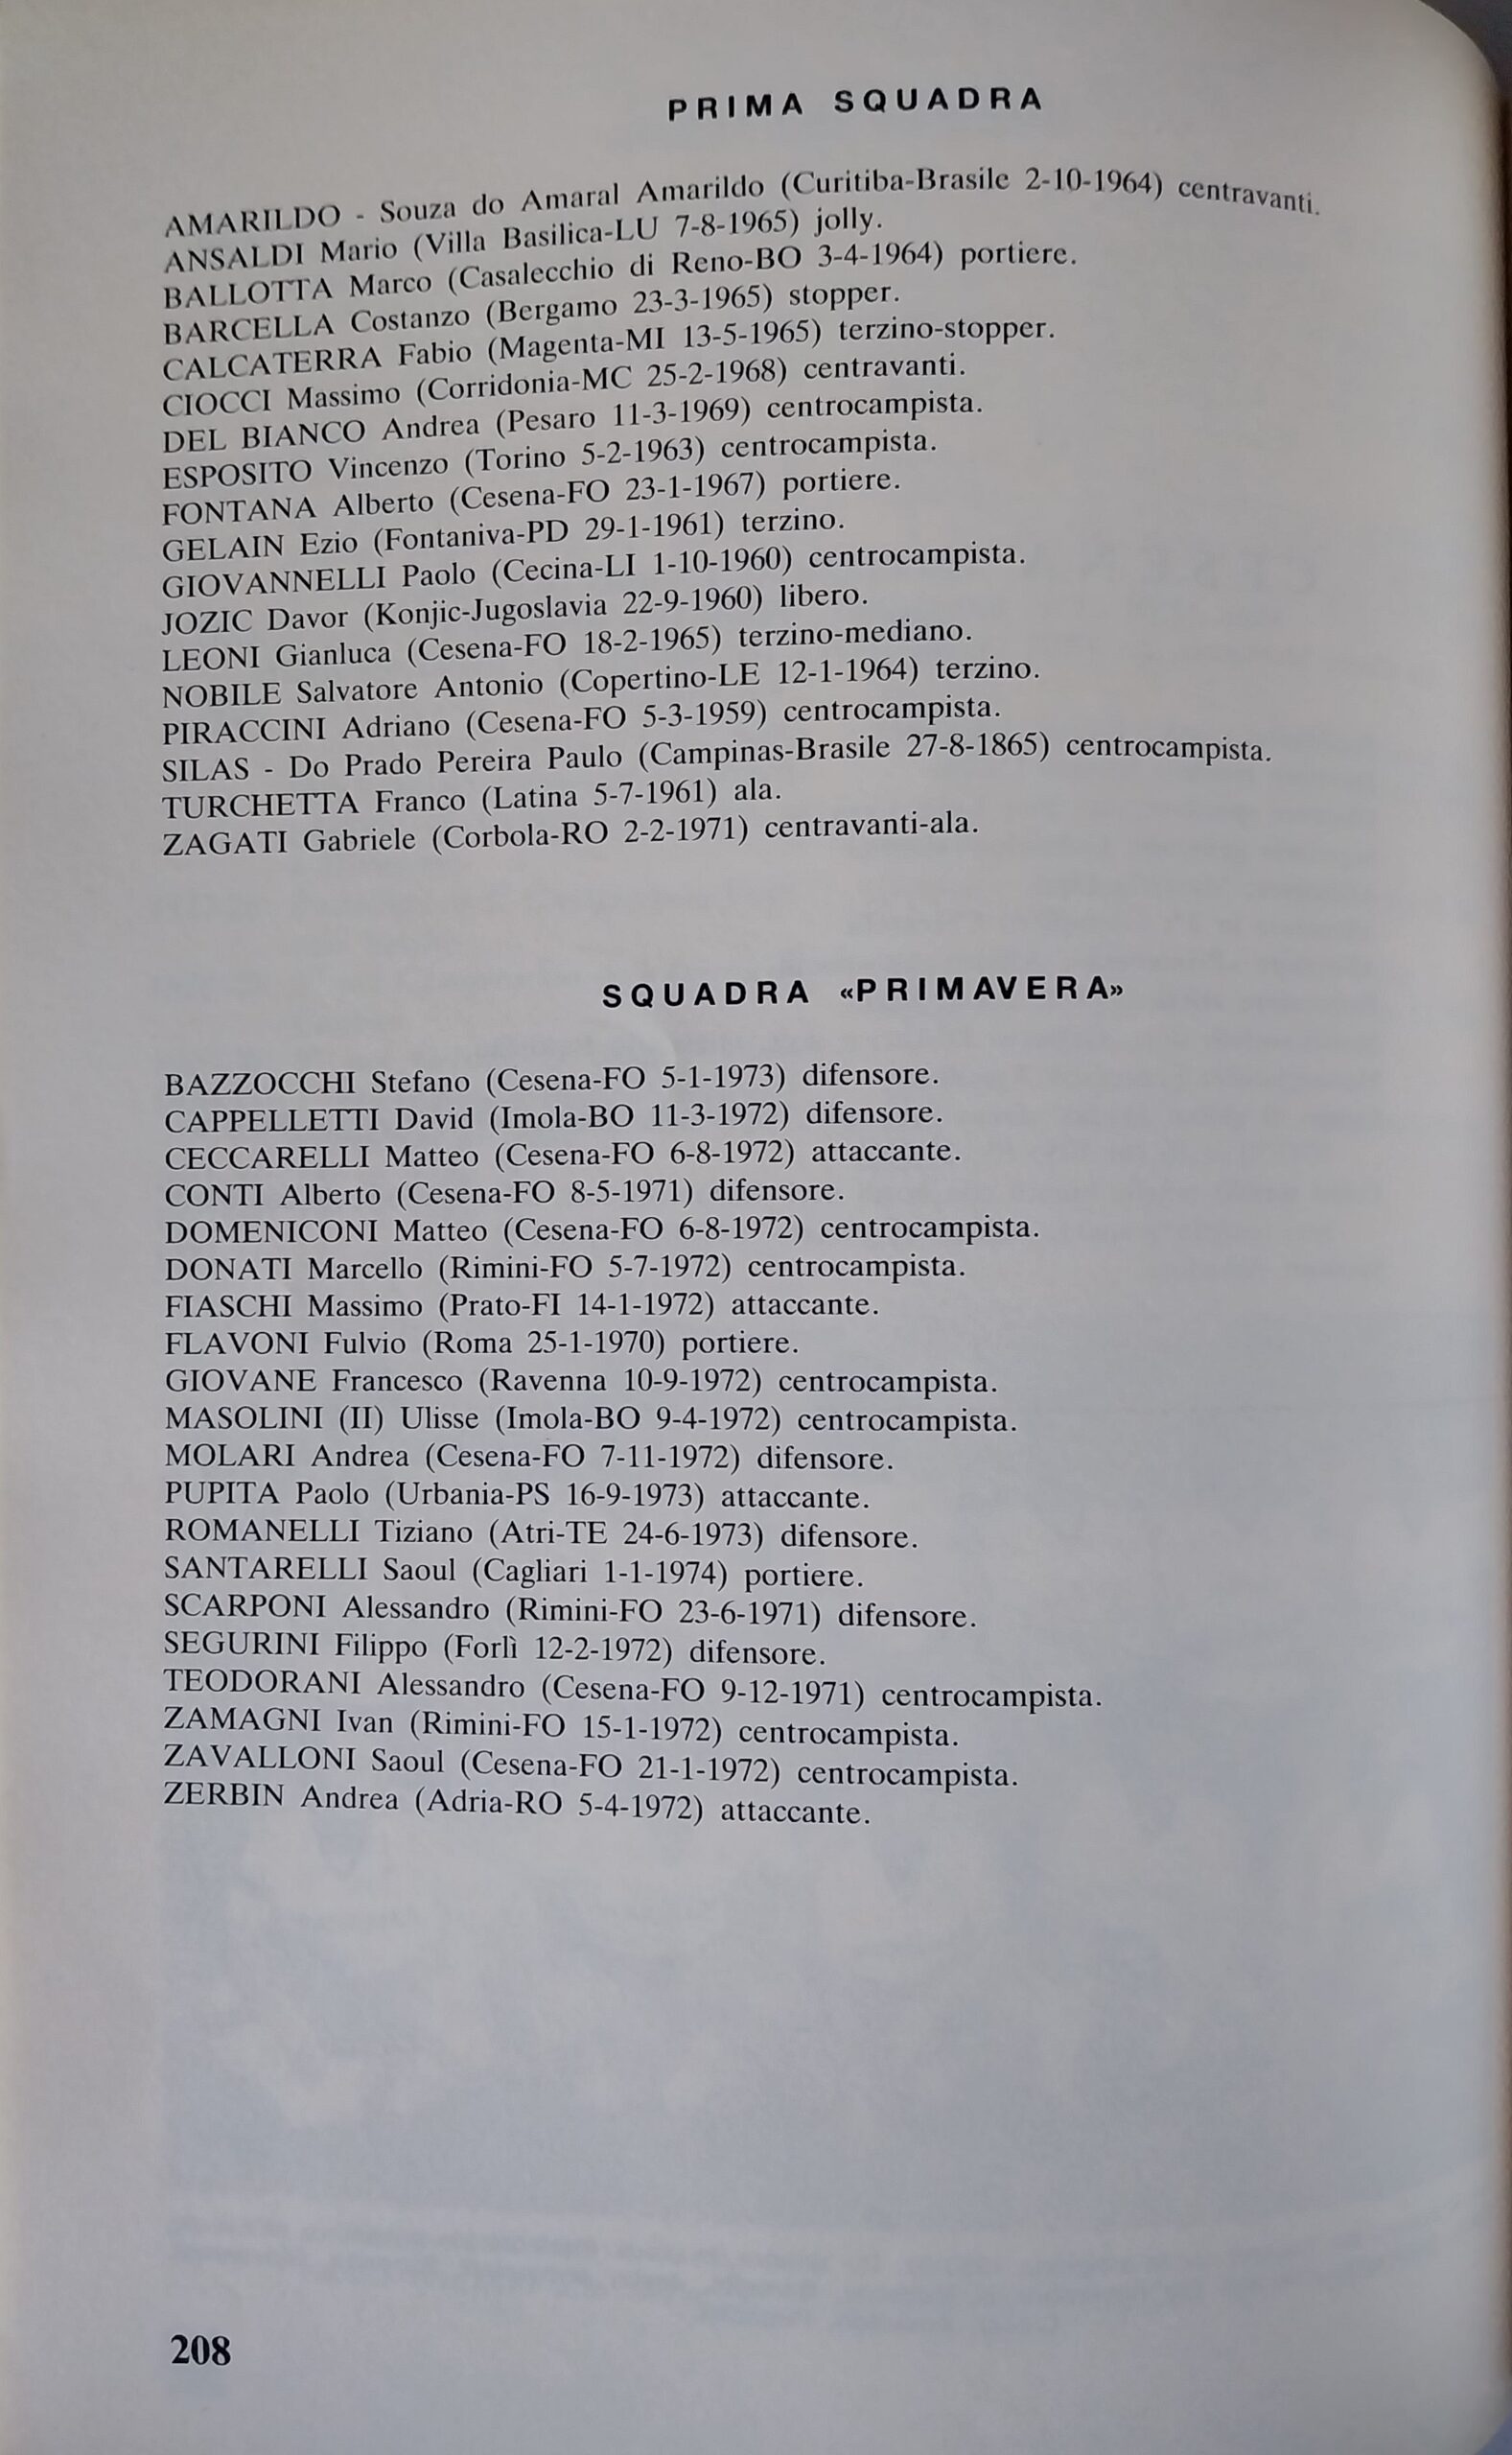 PRIMA SQUADRA
AMARILDO - Souza do Amaral Amarildo (Curitiba-Brasile 2-10-1964) centravanti.
ANSALDI Mario (Villa Basilica-LU 7-8-1965) jolly.
BALLOTTA Marco (Casalecchio di Reno-BO 3-4-1964) portiere.
BARCELLA Costanzo (Bergamo 23-3-1965) stopper.
CALCATERRA Fabio (Magenta-MI 13-5-1965) terzino-stopper.
CIOCCI Massimo (Corridonia-MC 25-2-1968) centravanti.
DEL BIANCO Andrea (Pesaro 11-3-1969) centrocampista.
ESPOSITO Vincenzo (Torino 5-2-1963) centrocampista.
FONTANA Alberto (Cesena-FO 23-1-1967) portiere.
GELAIN Ezio (Fontaniva-PD 29-1-1961) terzino.
GIOVANNELLI Paolo (Cecina-LI 1-10-1960) centrocampista.
JOZIC Davor (Konjic-Jugoslavia 22-9-1960) libero.
LEONI Gianluca (Cesena-FO 18-2-1965) terzino-mediano.
NOBILE Salvatore Antonio (Copertino-LE 12-1-1964) terzino.
PIRACCINI Adriano (Cesena-FO 5-3-1959) centrocampista.
SILAS - Do Prado Pereira Paulo (Campinas-Brasile 27-8-1865) centrocampista.
TURCHETTA Franco (Latina 5-7-1961) ala.
ZAGATI Gabriele (Corbola-RO 2-2-1971) centravanti-ala.
SQUADRA «PRIMAVERA»
BAZZOCCHI Stefano (Cesena-FO 5-1-1973) difensore.
CAPPELLETTI David (Imola-BO 11-3-1972) difensore.
CECCARELLI Matteo (Cesena-FO 6-8-1972) attaccante.
CONTI Alberto (Cesena-FO 8-5-1971) difensore.
DOMENICONI Matteo (Cesena-FO 6-8-1972) centrocampista.
DONATI Marcello (Rimini-FO 5-7-1972) centrocampista.
FIASCHI Massimo (Prato-FI 14-1-1972) attaccante.
FLAVONI Fulvio (Roma 25-1-1970) portiere.
GIOVANE Francesco (Ravenna 10-9-1972) centrocampista.
MASOLINI (II) Ulisse (Imola-BO 9-4-1972) centrocampista.
MOLARI Andrea (Cesena-FO 7-11-1972) difensore.
PUPITA Paolo (Urbania-PS 16-9-1973) attaccante.
ROMANELLI Tiziano (Atri-TE 24-6-1973) difensore.
SANTARELLI Saoul (Cagliari 1-1-1974) portiere.
SCARPONI Alessandro (Rimini-FO 23-6-1971) difensore.
SEGURINI Filippo (Forlì 12-2-1972) difensore.
TEODORANI Alessandro (Cesena-FO 9-12-1971) centrocampista.
ZAMAGNI Ivan (Rimini-FO 15-1-1972) centrocampista.
ZAVALLONI Saoul (Cesena-FO 21-1-1972) centrocampista.
ZERBIN Andrea (Adria-RO 5-4-1972) attaccante.
208